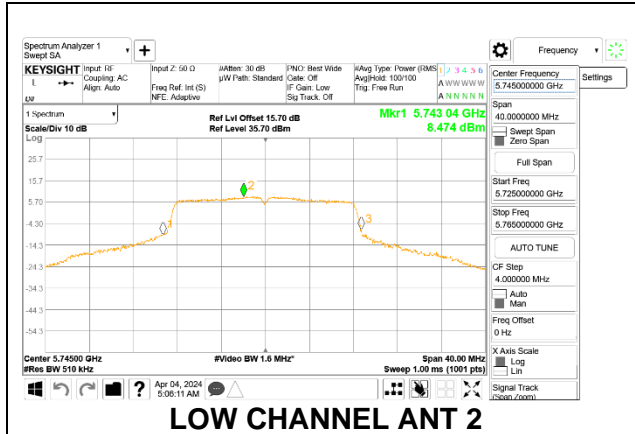 Spectrum Analyzer 1
Swept SA
Frequency
KEYSIGHT
Input: RF
Coupling: AC
Align: Auto
Input Z: 50 Ω
Freq Ref: Int (S)
NFE: Adaptive
#Atten: 30 dB
µW Path: Standard
PNO: Best Wide
Gate: Off
IF Gain: Low
Sig Track: Off
#Avg Type: Power (RMS
Avg|Hold: 100/100
Trig: Free Run
1 2 3 4 5 6
A W W W W W
A N N N N N
L
Center Frequency
5.745000000 GHz
Settings
Span
40.0000000 MHz
Swept Span
Zero Span
Full Span
Start Freq
5.725000000 GHz
Stop Freq
5.765000000 GHz
AUTO TUNE
CF Step
4.000000 MHz
Auto
Man
Freq Offset
0 Hz
X Axis Scale
Log
Lin
Signal Track
(Span Zoom)
1 Spectrum
Scale/Div 10 dB
Ref Lvl Offset 15.70 dB
Ref Level 35.70 dBm
Mkr1 5.743 04 GHz
8.474 dBm
Log
25.7
15.7
5.70
-4.30
-14.3
-24.3
-34.3
-44.3
-54.3
2
3
Center 5.74500 GHz
#Res BW 510 kHz
#Video BW 1.6 MHz*
Span 40.00 MHz
Sweep 1.00 ms (1001 pts)
?
Apr 04, 2024
5:06:11 AM
LOW CHANNEL ANT 2